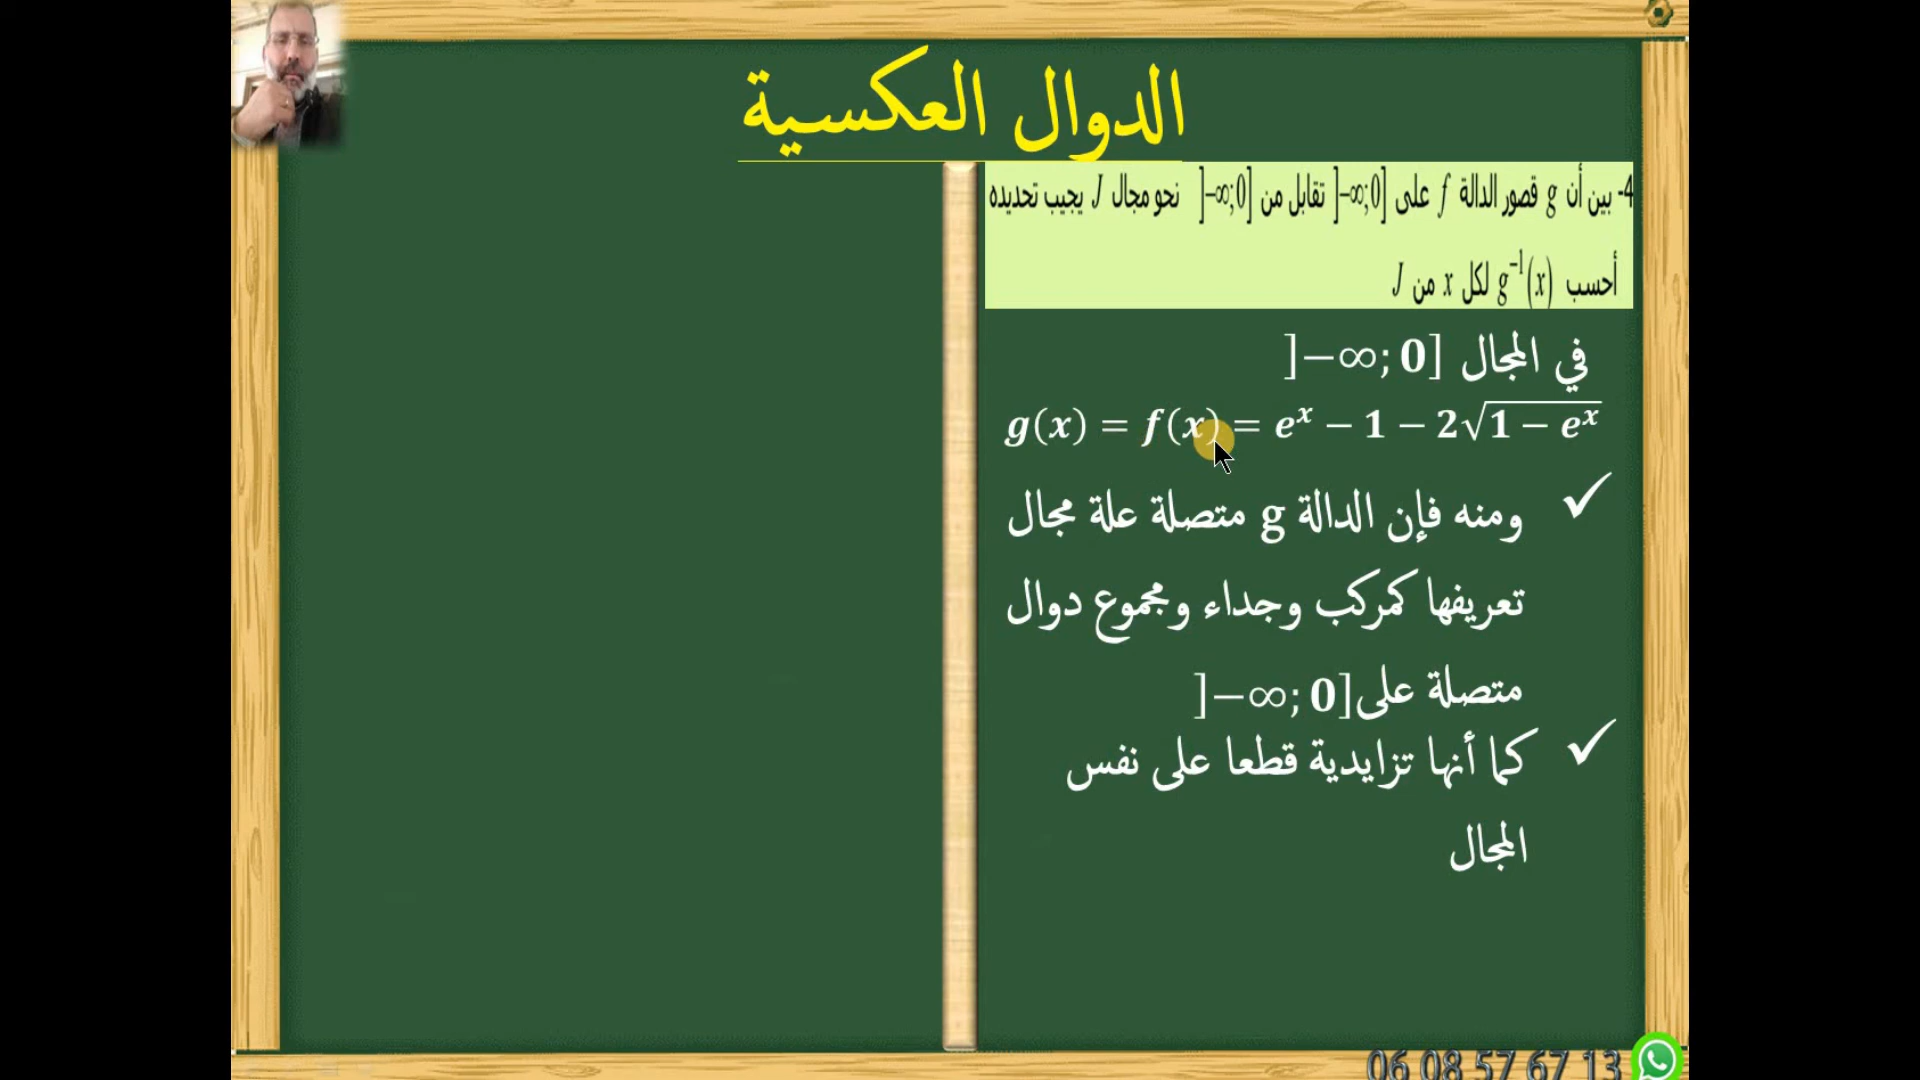 الدوال العكسية
4- بين أن g قصور الدالة f على ]−∞;0] تقابل من ]−∞;0] نحو مجال J يجيب تحديده
أحسب g⁻¹(x) لكل x من J
في المجال ]−∞; 0]
g(x) = f(x) = eˣ − 1 − 2√(1 − eˣ)
✓ ومنه فإن الدالة g متصلة علة مجال
تعريفها كمركب وجداء ومجموع دوال
متصلة على ]−∞; 0]
✓ كما أنها تزايدية قطعا على نفس
المجال
06 08 57 67 13